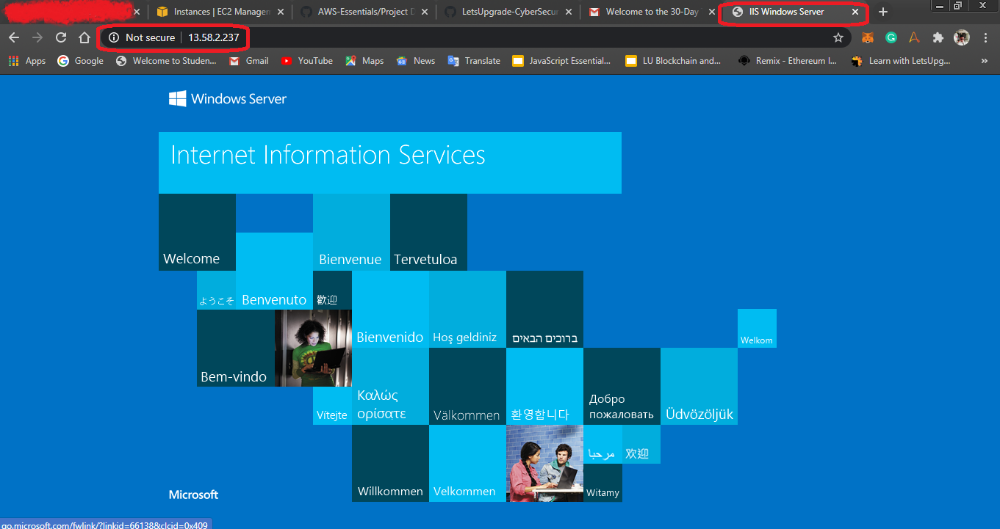 Instances | EC2 Managen
AWS-Essentials/Project D
LetsUpgrade-CyberSecur
Welcome to the 30-Day
IIS Windows Server
Not secure | 13.58.2.237
Apps
Google
Welcome to Studen...
Gmail
YouTube
Maps
News
Translate
JavaScript Essential...
LU Blockchain and...
Remix - Ethereum I...
Learn with LetsUpg...
»
Windows Server
Internet Information Services
Welcome
Bienvenue
Tervetuloa
ようこそ
Benvenuto
歡迎
Bienvenido
Hoş geldiniz
ברוכים הבאים
Welkom
Bem-vindo
Vítejte
Καλώς
ορίσατε
Välkommen
환영합니다
Добро
пожаловать
Üdvözöljük
Willkommen
Velkommen
مرحبا
欢迎
Witamy
Microsoft
go.microsoft.com/fwlink/?linkid=66138&clcid=0x409